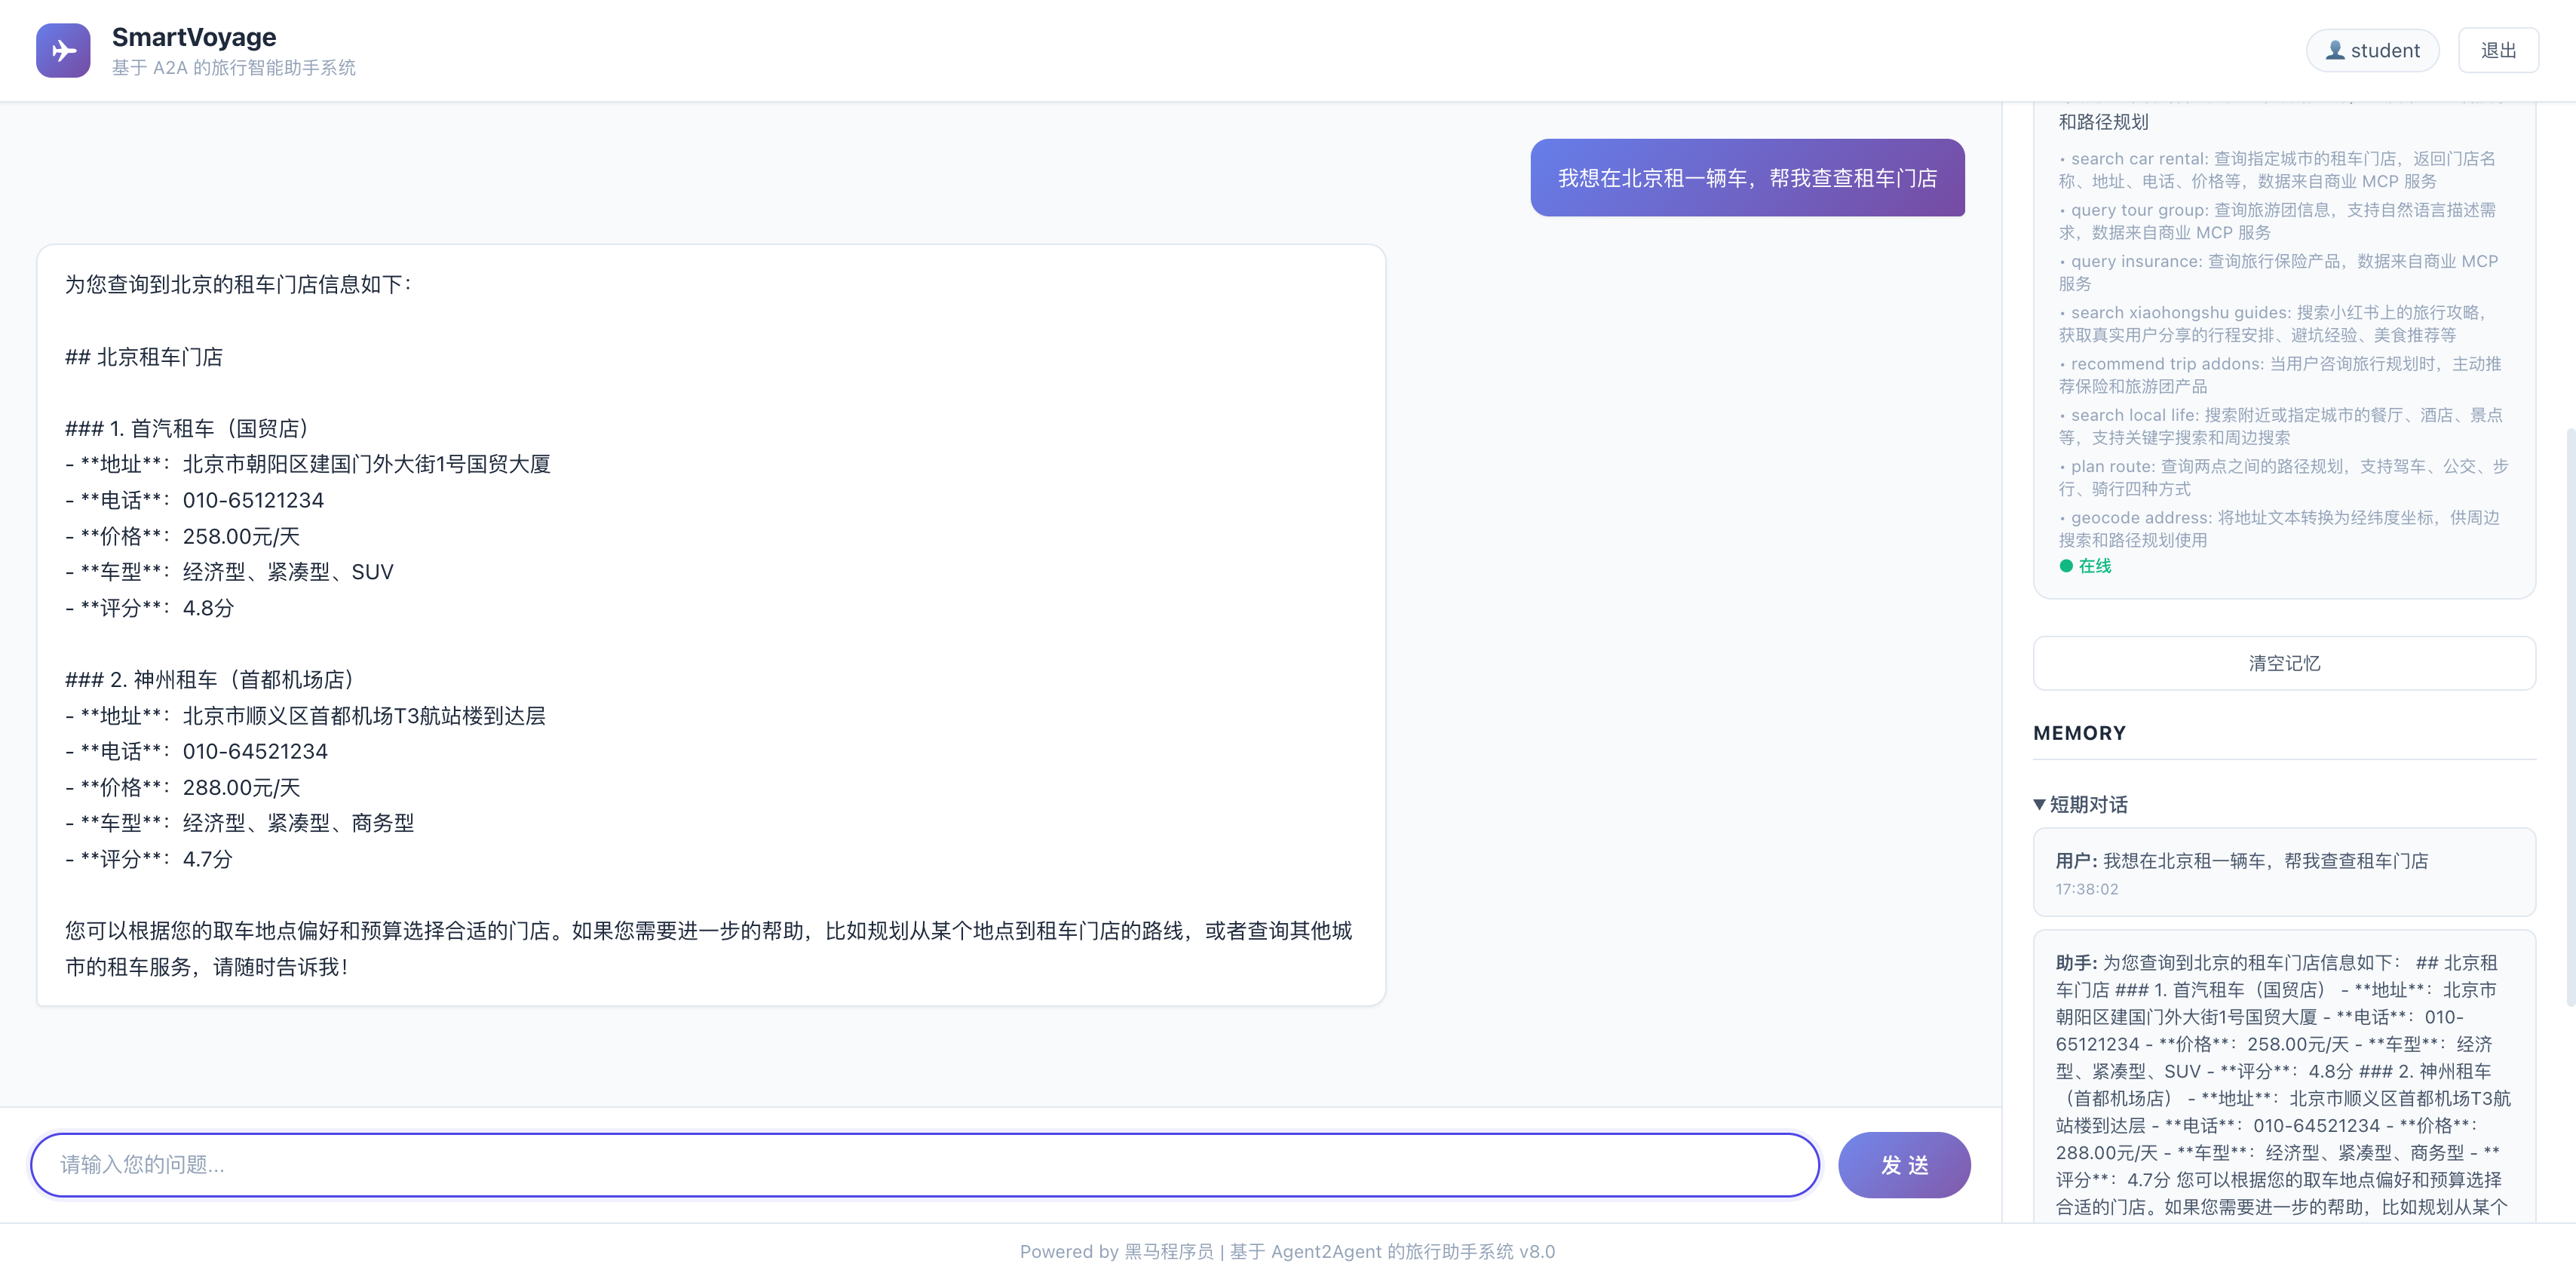 SmartVoyage
基于 A2A 的旅行智能助手系统
student
退出
我想在北京租一辆车，帮我查查租车门店
为您查询到北京的租车门店信息如下：
## 北京租车门店
### 1. 首汽租车（国贸店）
- **地址**：北京市朝阳区建国门外大街1号国贸大厦
- **电话**：010-65121234
- **价格**：258.00元/天
- **车型**：经济型、紧凑型、SUV
- **评分**：4.8分
### 2. 神州租车（首都机场店）
- **地址**：北京市顺义区首都机场T3航站楼到达层
- **电话**：010-64521234
- **价格**：288.00元/天
- **车型**：经济型、紧凑型、商务型
- **评分**：4.7分
您可以根据您的取车地点偏好和预算选择合适的门店。如果您需要进一步的帮助，比如规划从某个地点到租车门店的路线，或者查询其他城
市的租车服务，请随时告诉我！
请输入您的问题...
发 送
和路径规划
• search car rental: 查询指定城市的租车门店，返回门店名
称、地址、电话、价格等，数据来自商业 MCP 服务
• query tour group: 查询旅游团信息，支持自然语言描述需
求，数据来自商业 MCP 服务
• query insurance: 查询旅行保险产品，数据来自商业 MCP
服务
• search xiaohongshu guides: 搜索小红书上的旅行攻略，
获取真实用户分享的行程安排、避坑经验、美食推荐等
• recommend trip addons: 当用户咨询旅行规划时，主动推
荐保险和旅游团产品
• search local life: 搜索附近或指定城市的餐厅、酒店、景点
等，支持关键字搜索和周边搜索
• plan route: 查询两点之间的路径规划，支持驾车、公交、步
行、骑行四种方式
• geocode address: 将地址文本转换为经纬度坐标，供周边
搜索和路径规划使用
在线
清空记忆
MEMORY
▼ 短期对话
用户: 我想在北京租一辆车，帮我查查租车门店
17:38:02
助手: 为您查询到北京的租车门店信息如下： ## 北京租
车门店 ### 1. 首汽租车（国贸店） - **地址**：北京市
朝阳区建国门外大街1号国贸大厦 - **电话**：010-
65121234 - **价格**：258.00元/天 - **车型**：经济
型、紧凑型、SUV - **评分**：4.8分 ### 2. 神州租车
（首都机场店） - **地址**：北京市顺义区首都机场T3航
站楼到达层 - **电话**：010-64521234 - **价格**：
288.00元/天 - **车型**：经济型、紧凑型、商务型 - **
评分**：4.7分 您可以根据您的取车地点偏好和预算选择
合适的门店。如果您需要进一步的帮助，比如规划从某个
Powered by 黑马程序员 | 基于 Agent2Agent 的旅行助手系统 v8.0